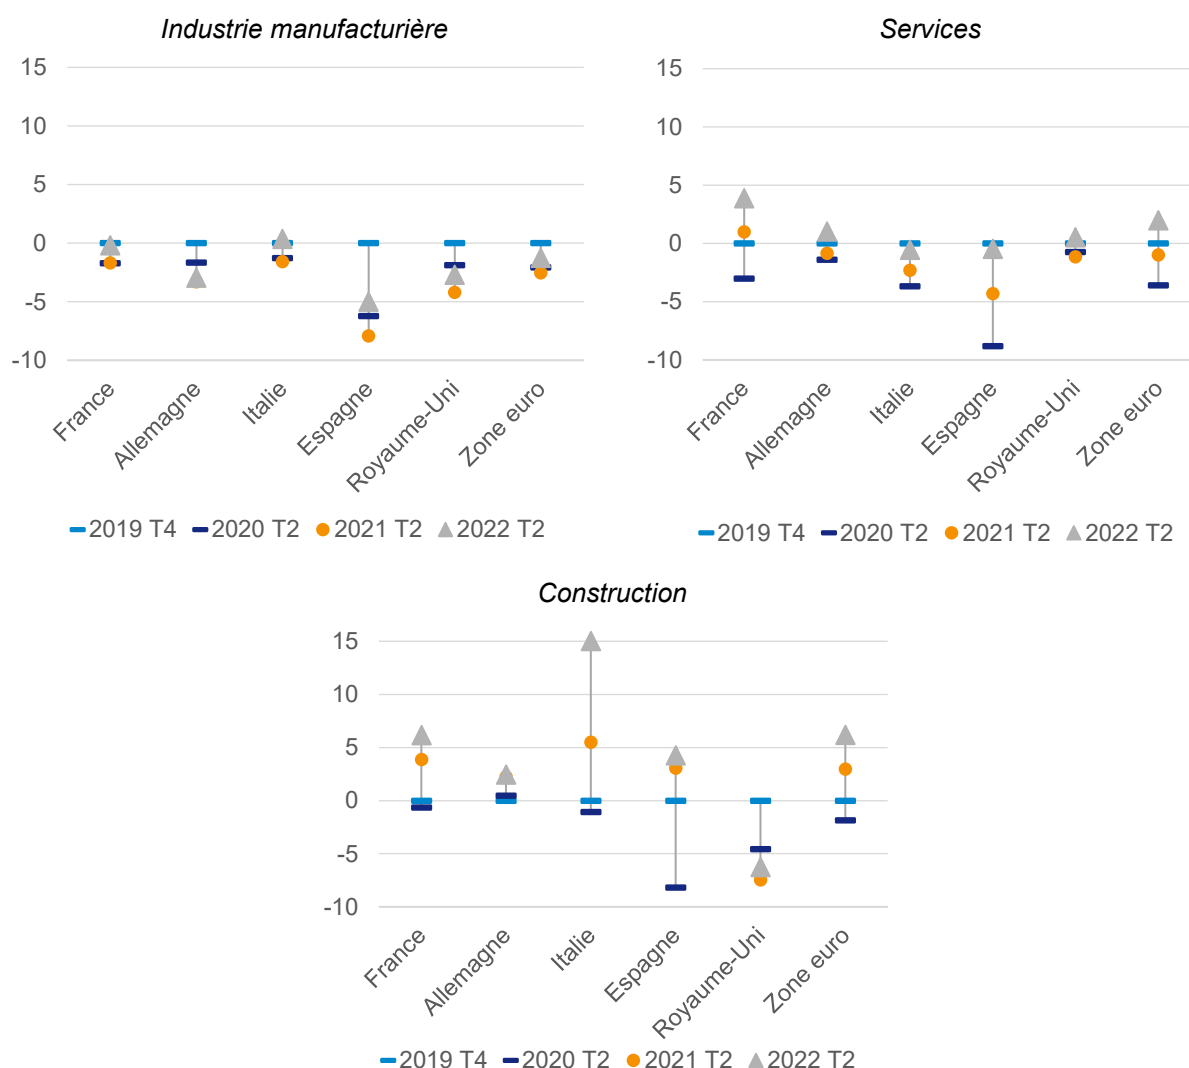 Industrie manufacturière
15
10
5
0
-5
-10
France
Allemagne
Italie
Espagne
Royaume-Uni
Zone euro
2019 T4 2020 T2 2021 T2 2022 T2
Services
15
10
5
0
-5
-10
France
Allemagne
Italie
Espagne
Royaume-Uni
Zone euro
2019 T4 2020 T2 2021 T2 2022 T2
Construction
15
10
5
0
-5
-10
France
Allemagne
Italie
Espagne
Royaume-Uni
Zone euro
2019 T4 2020 T2 2021 T2 2022 T2